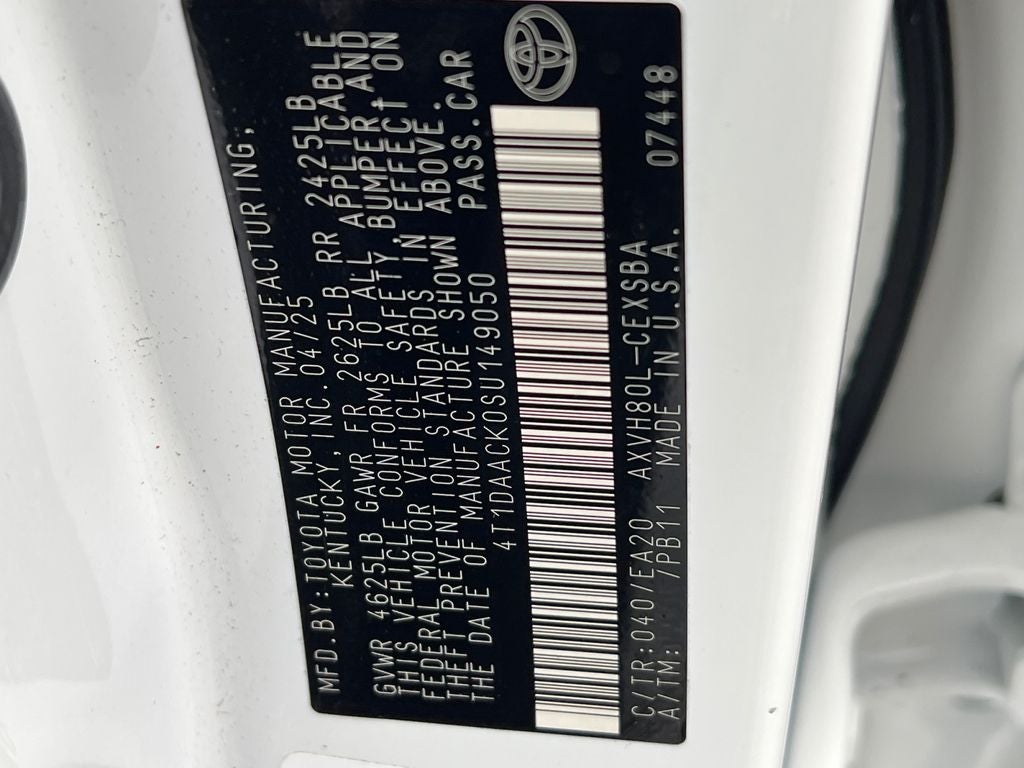 MFD.BY:TOYOTA MOTOR MANUFACTURING,
KENTUCKY,INC.04/25
GVWR 4625LB GAWR FR 2625LB RR 2425LB
THIS VEHICLE CONFORMS TO ALL APPLICABLE
FEDERAL MOTOR VEHICLE SAFETY,BUMPER,AND
THEFT PREVENTION STANDARDS IN EFFECT ON
THE DATE OF MANUFACTURE SHOWN ABOVE.
4T1DAACK0SU149050 PASS.CAR
C/TR:040/EA20 AXVH80L-CEXSBA 07448
A/TM: /PB11 MADE IN U.S.A.